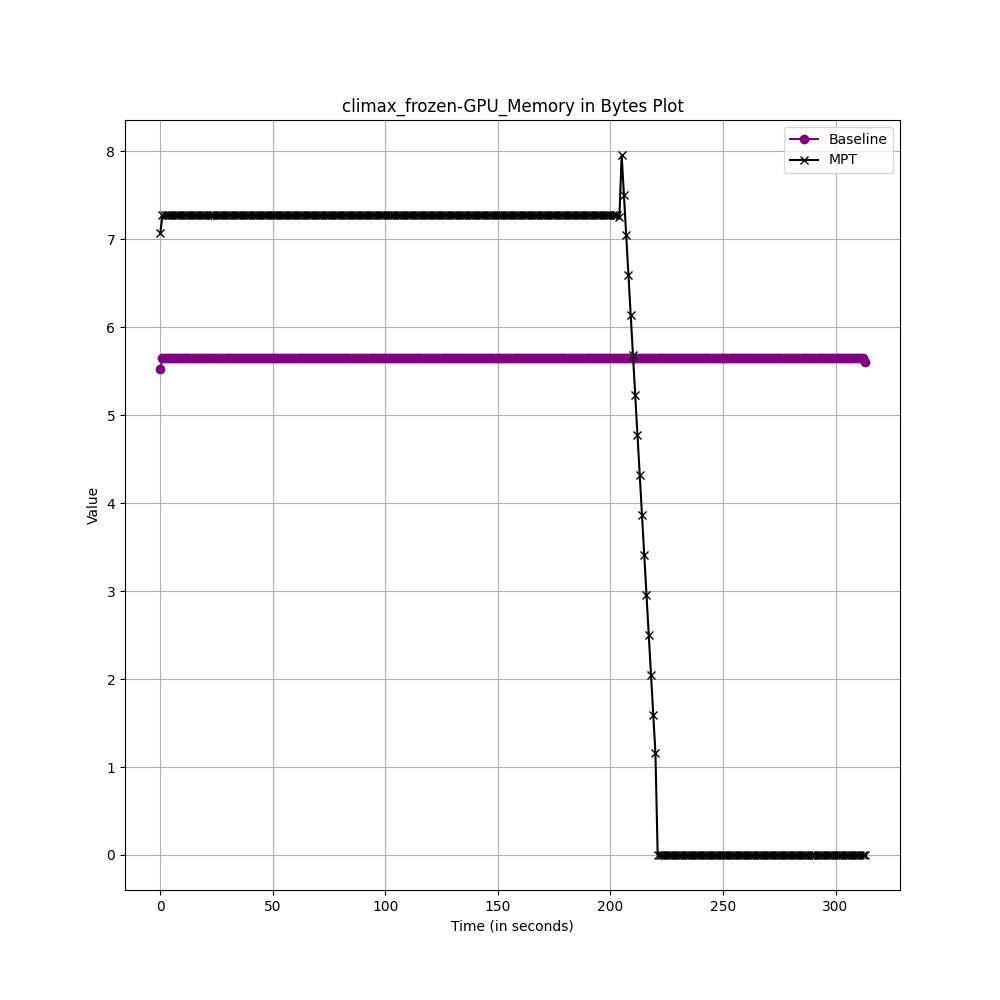 climax_frozen-GPU_Memory in Bytes Plot
Baseline
MPT
8
7
6
5
4
3
2
1
0
Value
0 50 100 150 200 250 300
Time (in seconds)